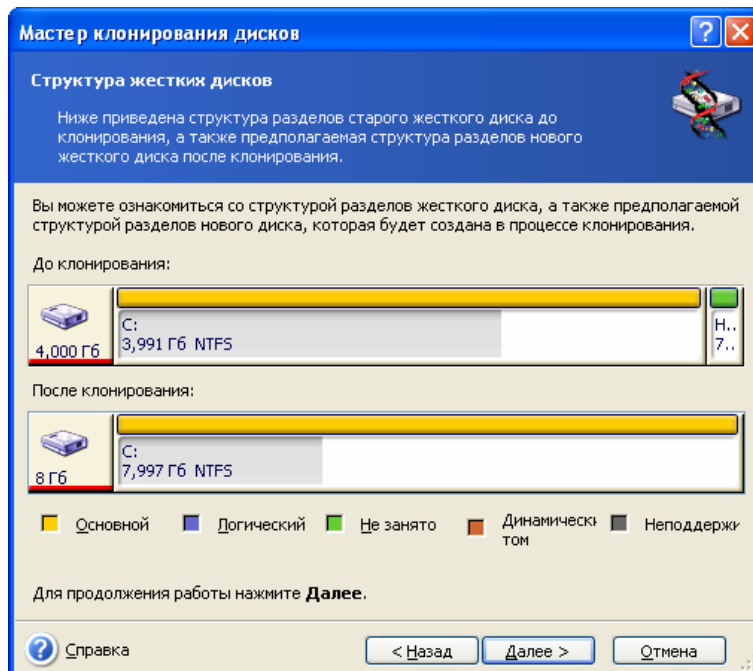 Мастер клонирования дисков
Структура жестких дисков
Ниже приведена структура разделов старого жесткого диска до
клонирования, а также предполагаемая структура разделов нового
жесткого диска после клонирования.
Вы можете ознакомиться со структурой разделов жесткого диска, а также предполагаемой
структурой разделов нового диска, которая будет создана в процессе клонирования.
До клонирования:
4,000 Гб
C:
3,991 Гб NTFS
Н..
7..
После клонирования:
8 Гб
C:
7,997 Гб NTFS
Основной
Логический
Не занято
Динамическ
том
Неподдержи
Для продолжения работы нажмите Далее.
Справка
< Назад
Далее >
Отмена